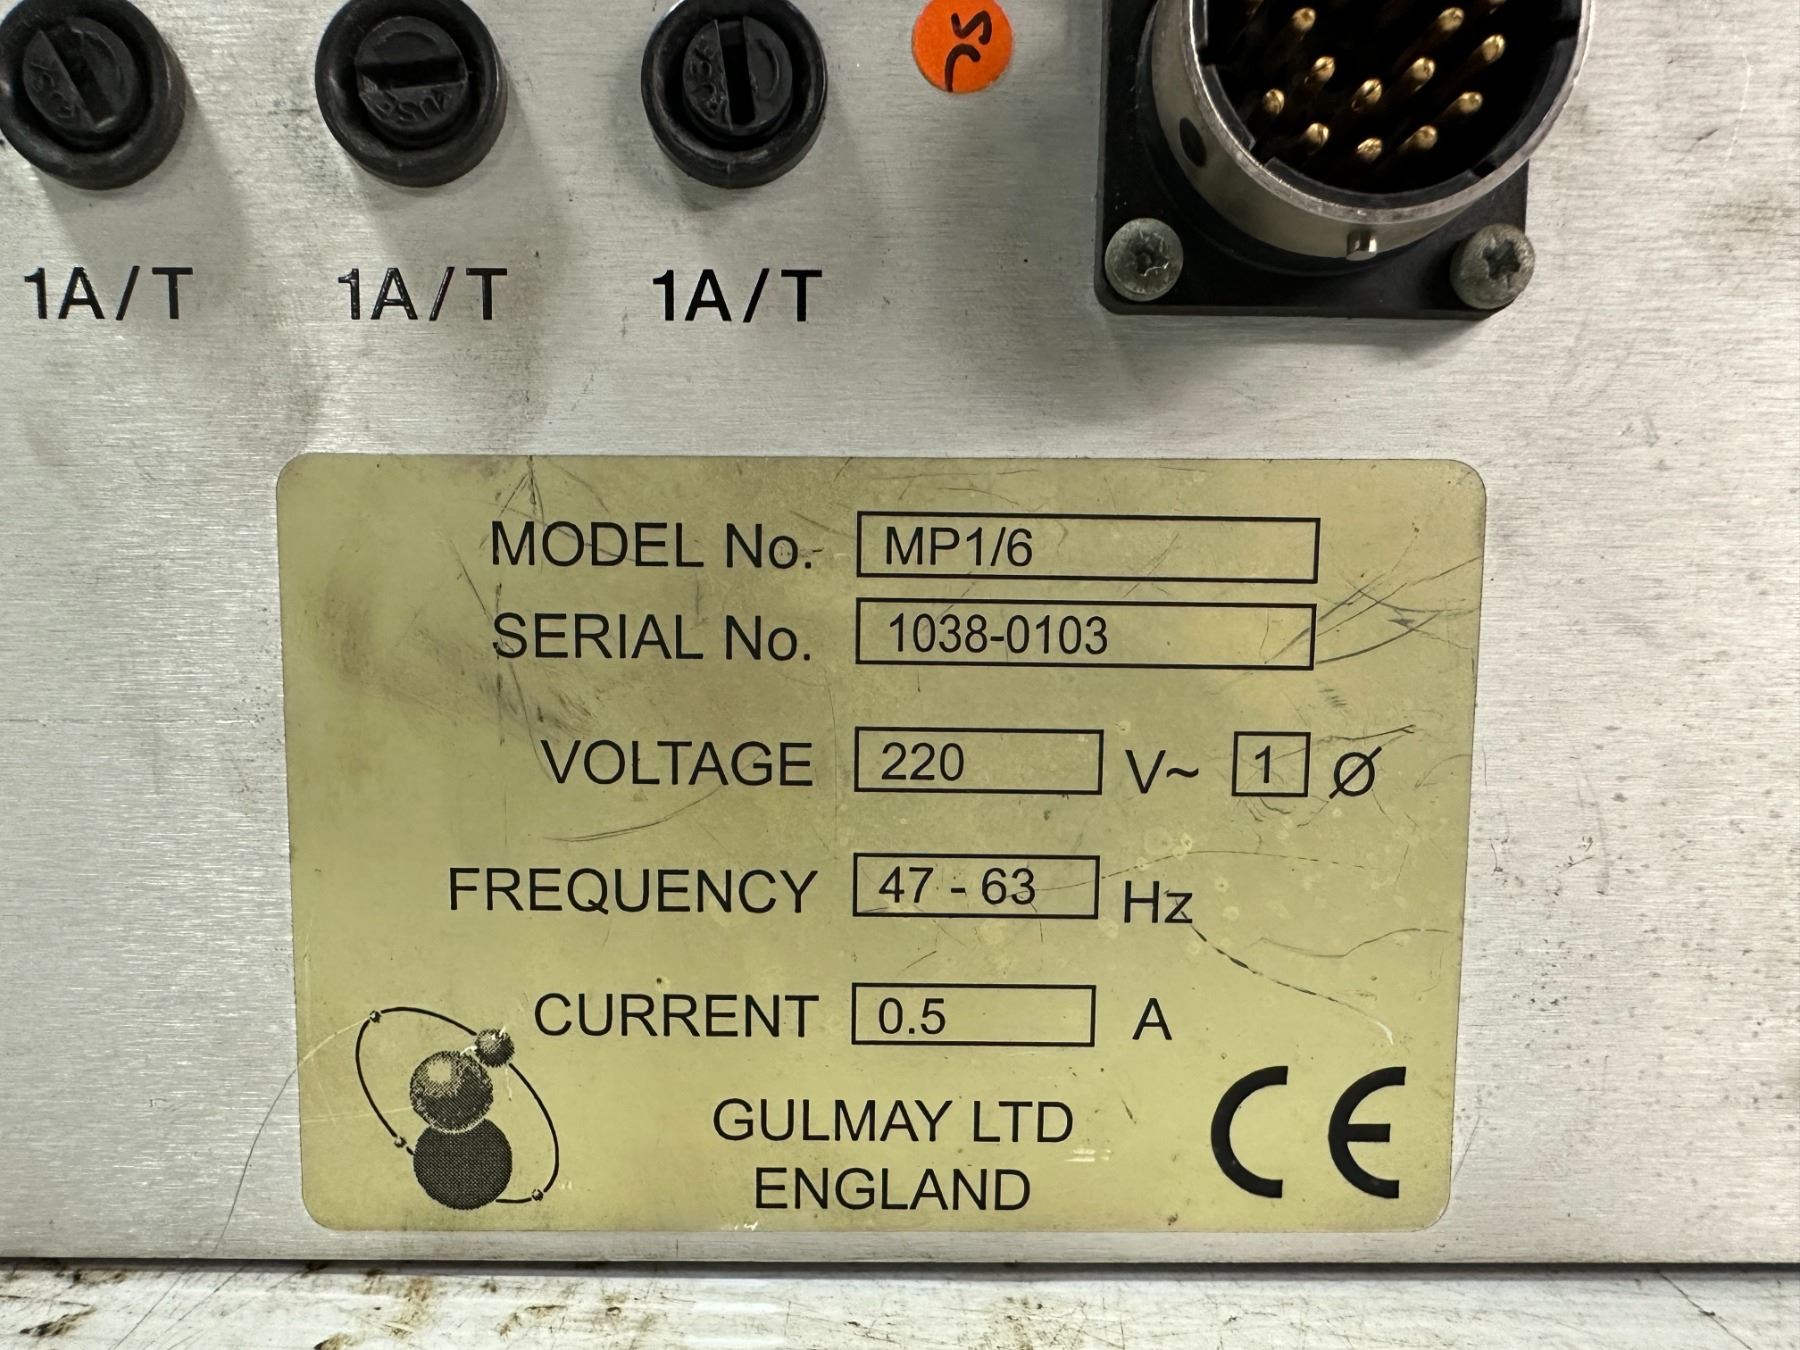 1A/T 1A/T 1A/T
MODEL No. MP1/6
SERIAL No. 1038-0103
VOLTAGE 220 V~ 1 Ø
FREQUENCY 47 - 63 Hz
CURRENT 0.5 A
GULMAY LTD
ENGLAND
CE